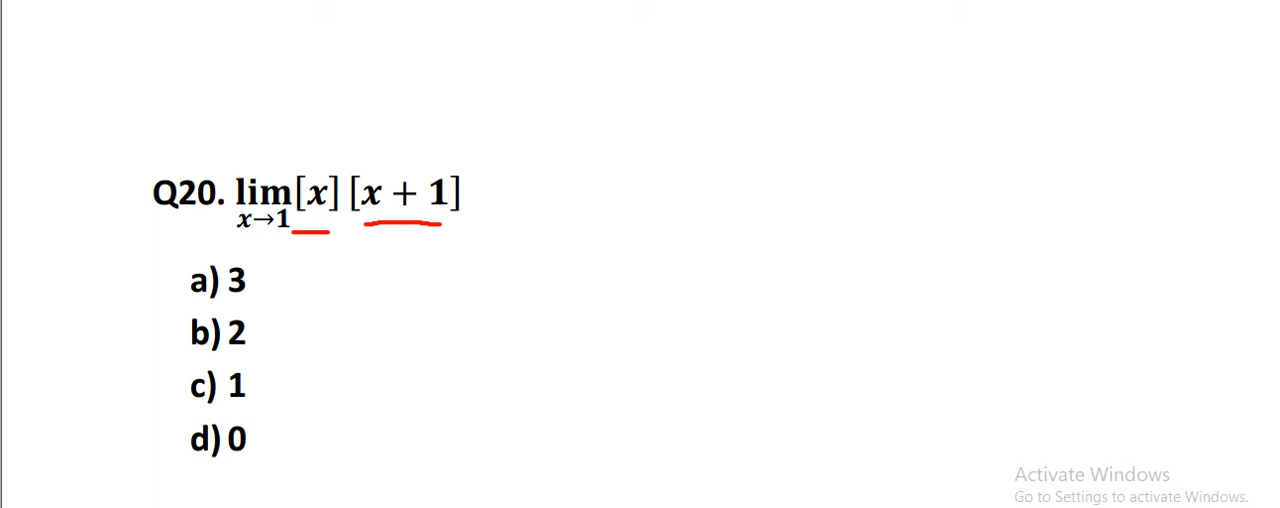 Q20. lim[x] [x + 1]
x→1
a) 3
b) 2
c) 1
d) 0
Activate Windows
Go to Settings to activate Windows.